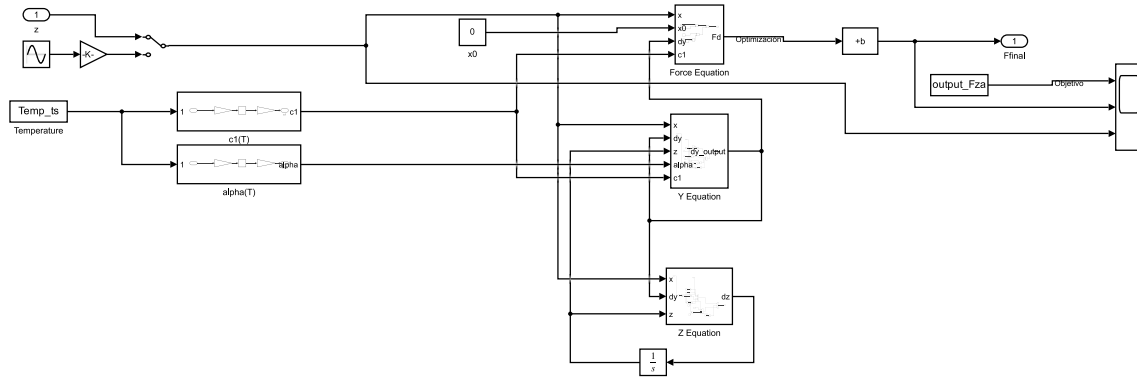 1
z
-K-
0
x0
x
x0
dy
c1
Fd
Force Equation
Optimización
+b
1
Ffinal
output_Fza
Objetivo
Temp_ts
Temperature
1
c1
c1(T)
1
alpha
alpha(T)
x
dy
z
alpha
c1
dy_output
Y Equation
x
dy
z
dz
Z Equation
1
s